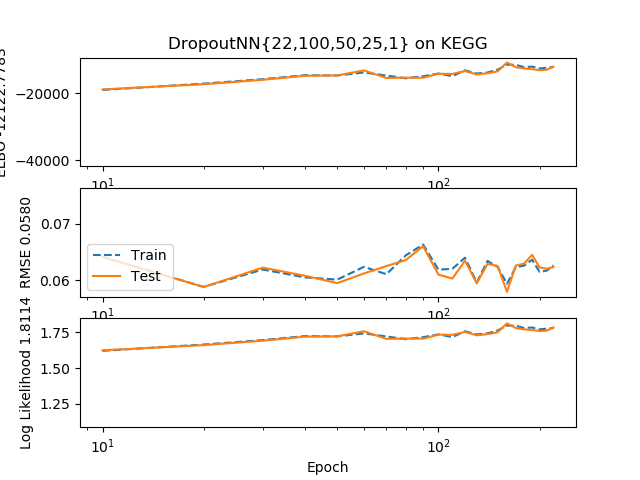 DropoutNN{22,100,50,25,1} on KEGG
ELBO -12122.7785
−20000
−40000
10¹ 10²
RMSE 0.0580
0.07
0.06
Train
Test
10¹ 10²
Log Likelihood 1.8114
1.75
1.50
1.25
10¹ 10²
Epoch